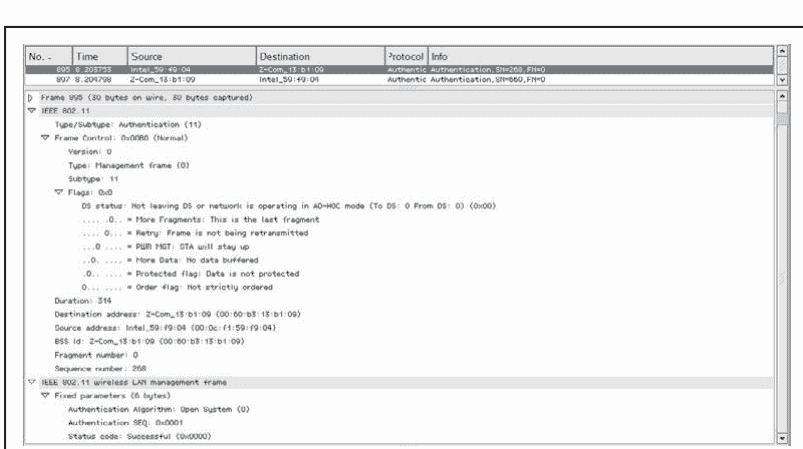 No. - Time Source Destination Protocol Info
895 8.203753 Intel_59:f9:04 Z-Com_13:b1:09 Authentic Authentication,SN=268,FN=0
897 8.204798 Z-Com_13:b1:09 Intel_59:f9:04 Authentic Authentication,SN=660,FN=0
Frame 895 (30 bytes on wire, 30 bytes captured)
IEEE 802.11
Type/Subtype: Authentication (11)
Frame Control: 0x00B0 (Normal)
Version: 0
Type: Management frame (0)
Subtype: 11
Flags: 0x0
DS status: Not leaving DS or network is operating in AD-HOC mode (To DS: 0 From DS: 0) (0x00)
.... .0.. = More Fragments: This is the last fragment
.... 0... = Retry: Frame is not being retransmitted
...0 .... = PWR MGT: STA will stay up
..0. .... = More Data: No data buffered
.0.. .... = Protected flag: Data is not protected
0... .... = Order flag: Not strictly ordered
Duration: 314
Destination address: Z-Com_13:b1:09 (00:60:b3:13:b1:09)
Source address: Intel_59:f9:04 (00:0c:f1:59:f9:04)
BSS Id: Z-Com_13:b1:09 (00:60:b3:13:b1:09)
Fragment number: 0
Sequence number: 268
IEEE 802.11 wireless LAN management frame
Fixed parameters (6 bytes)
Authentication Algorithm: Open System (0)
Authentication SEQ: 0x0001
Status code: Successful (0x0000)